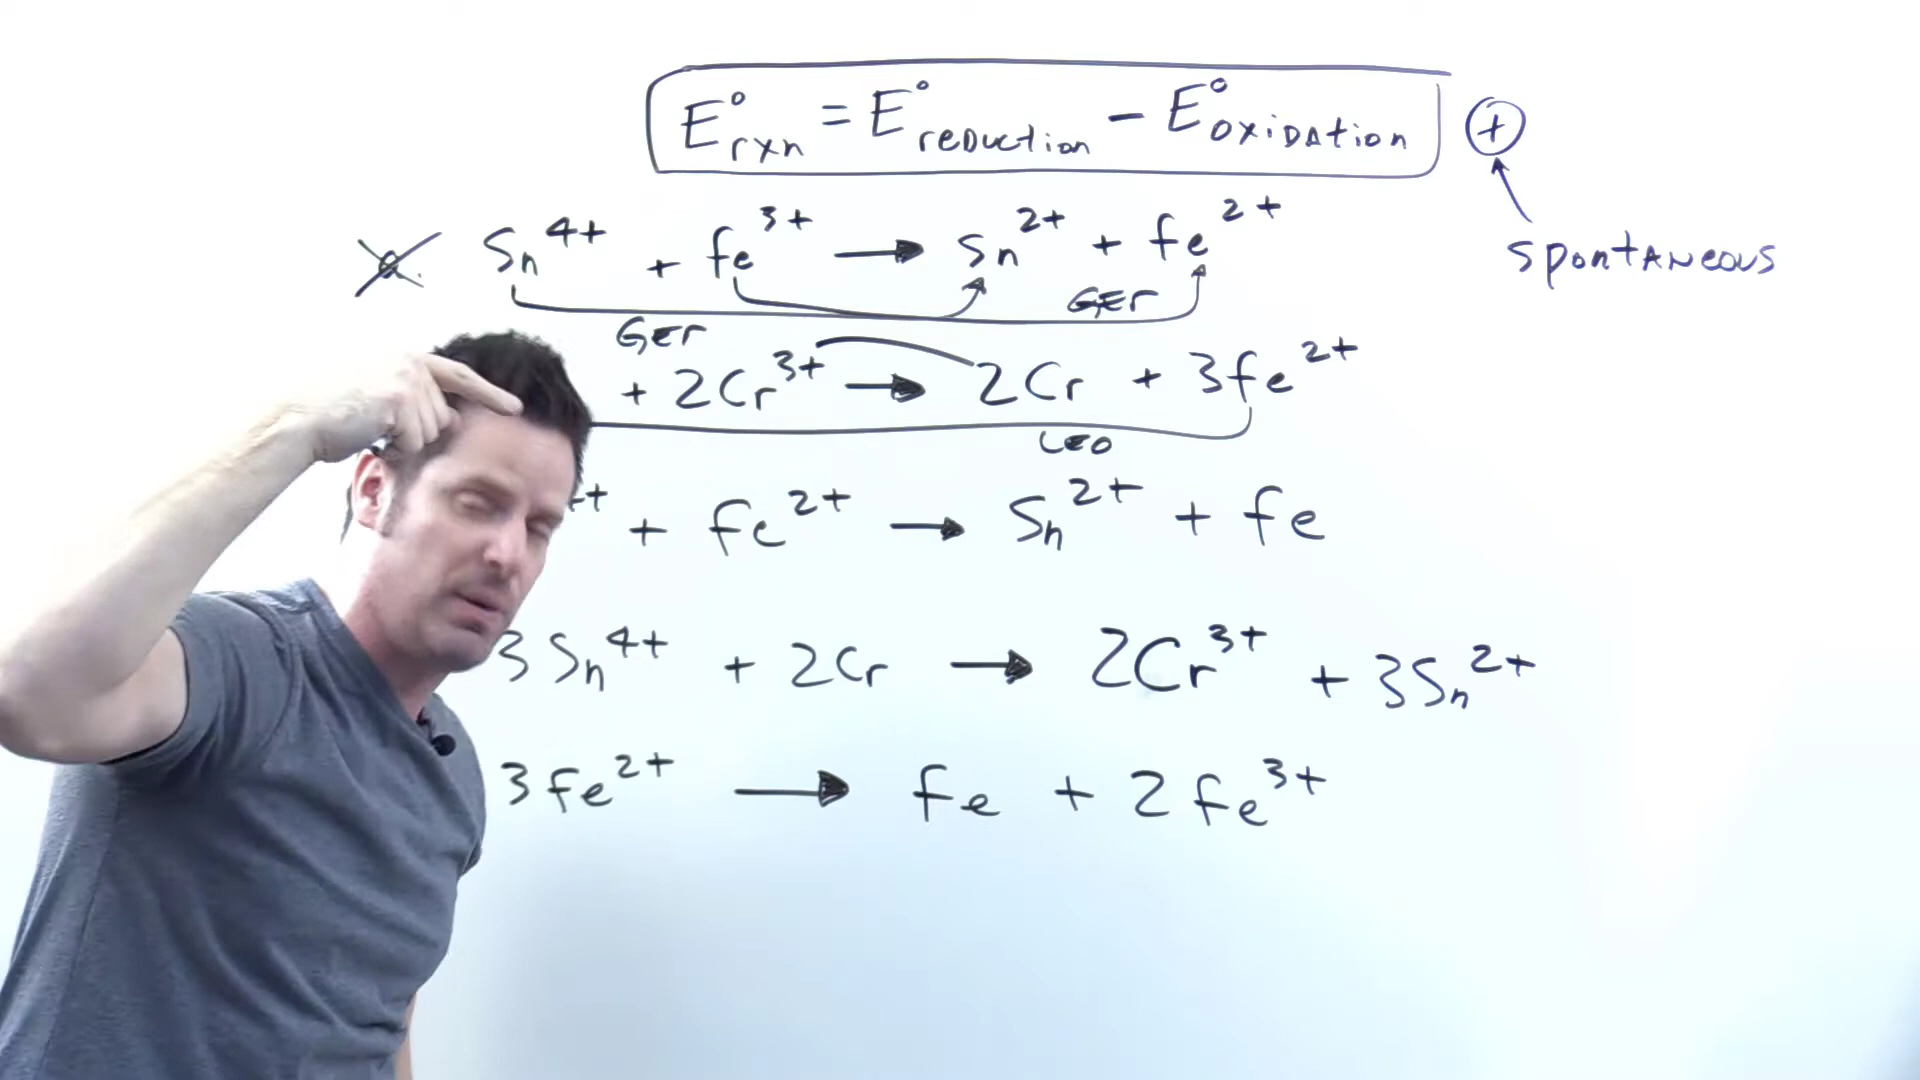 E°rxn = E°reduction − E°oxidation (+)
spontaneous
a. Sn⁴⁺ + fe³⁺ → Sn²⁺ + fe²⁺
GEr
GEr
+ 2Cr³⁺ → 2Cr + 3fe²⁺
LEO
+ fe²⁺ → Sn²⁺ + fe
3Sn⁴⁺ + 2Cr → 2Cr³⁺ + 3Sn²⁺
3fe²⁺ → fe + 2fe³⁺